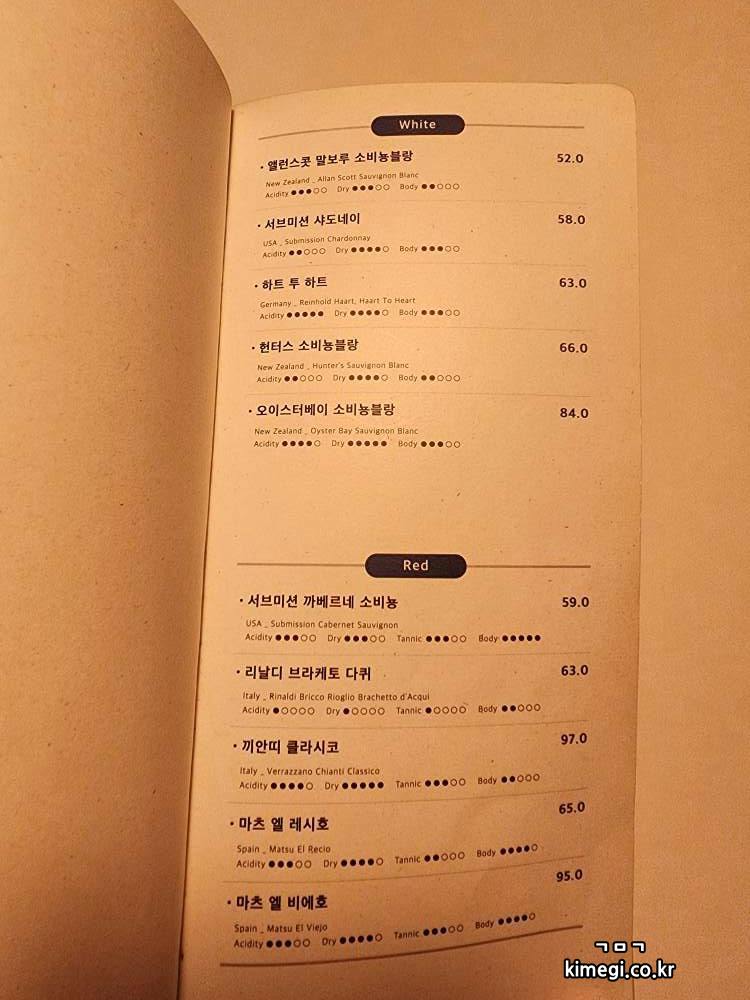 White
• 앨런스콧 말보루 소비뇽블랑 52.0
New Zealand _ Allan Scott Sauvignon Blanc
Acidity ●●●○○ Dry ●●●○○ Body ●●○○○
• 서브미션 샤도네이 58.0
USA _ Submission Chardonnay
Acidity ●●○○○ Dry ●●●●○ Body ●●●○○
• 하트 투 하트 63.0
Germany _ Reinhold Haart, Haart To Heart
Acidity ●●●●● Dry ●●●●○ Body ●●●○○
• 헌터스 소비뇽블랑 66.0
New Zealand _ Hunter's Sauvignon Blanc
Acidity ●●○○○ Dry ●●●●○ Body ●●○○○
• 오이스터베이 소비뇽블랑 84.0
New Zealand _ Oyster Bay Sauvignon Blanc
Acidity ●●●●○ Dry ●●●●● Body ●●●○○
Red
• 서브미션 까베르네 소비뇽 59.0
USA _ Submission Cabernet Sauvignon
Acidity ●●●○○ Dry ●●●○○ Tannic ●●●○○ Body ●●●●●
• 리날디 브라케토 다퀴 63.0
Italy _ Rinaldi Bricco Rioglio Brachetto d'Acqui
Acidity ●○○○○ Dry ●○○○○ Tannic ●○○○○ Body ●●○○○
• 끼안띠 클라시코 97.0
Italy _ Verrazzano Chianti Classico
Acidity ●●●●○ Dry ●●●●● Tannic ●●●○○ Body ●●○○○
• 마츠 엘 레시호 65.0
Spain _ Matsu El Recio
Acidity ●●●○○ Dry ●●●●○ Tannic ●●○○○ Body ●●●●○
• 마츠 엘 비에호 95.0
Spain _ Matsu El Viejo
Acidity ●●●○○ Dry ●●●●○ Tannic ●●●○○ Body ●●●●○
ㄱㅁㄱ
kimegi.co.kr